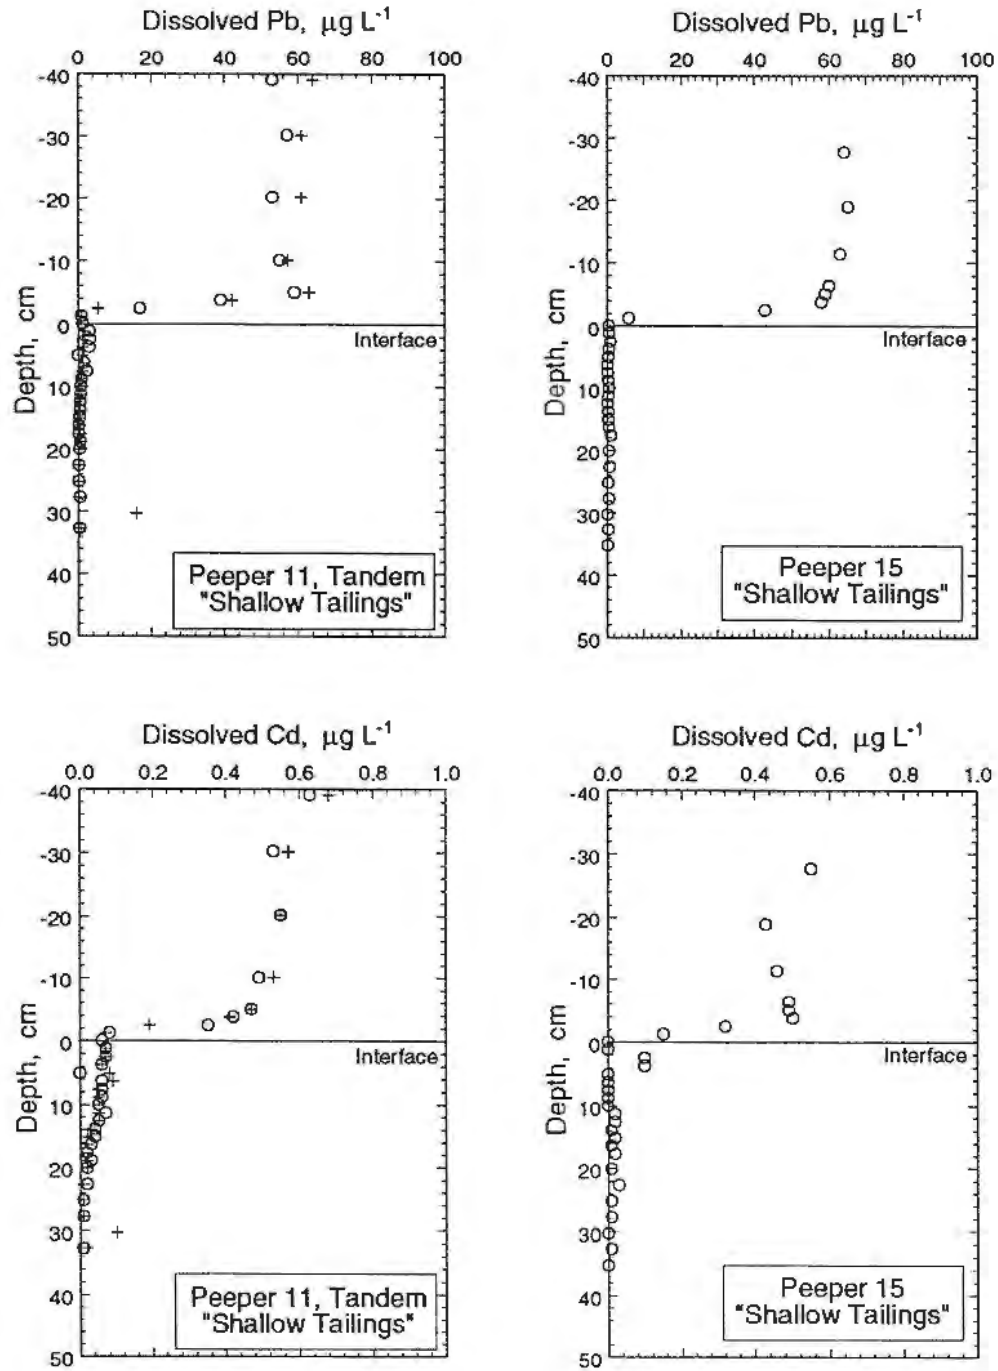 Dissolved Pb, µg L⁻¹
0 20 40 60 80 100
-40
-30
-20
-10
0
10
20
30
40
50
Depth, cm
Interface
Peeper 11, Tandem
"Shallow Tailings"
Dissolved Pb, µg L⁻¹
0 20 40 60 80 100
-40
-30
-20
-10
0
10
20
30
40
50
Depth, cm
Interface
Peeper 15
"Shallow Tailings"
Dissolved Cd, µg L⁻¹
0.0 0.2 0.4 0.6 0.8 1.0
-40
-30
-20
-10
0
10
20
30
40
50
Depth, cm
Interface
Peeper 11, Tandem
"Shallow Tailings"
Dissolved Cd, µg L⁻¹
0.0 0.2 0.4 0.6 0.8 1.0
-40
-30
-20
-10
0
10
20
30
40
50
Depth, cm
Interface
Peeper 15
"Shallow Tailings"